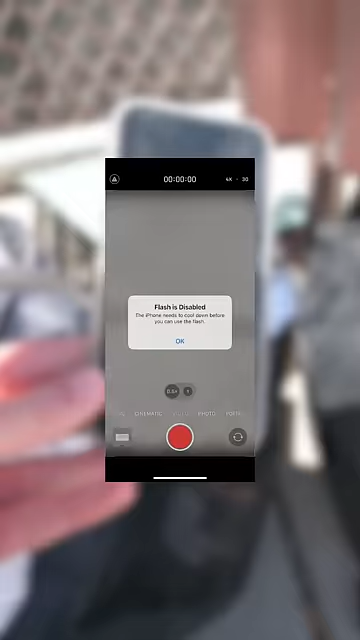 00:00:00
4K · 30
Flash is Disabled
The iPhone needs to cool down before
you can use the flash.
OK
CINEMATIC PHOTO